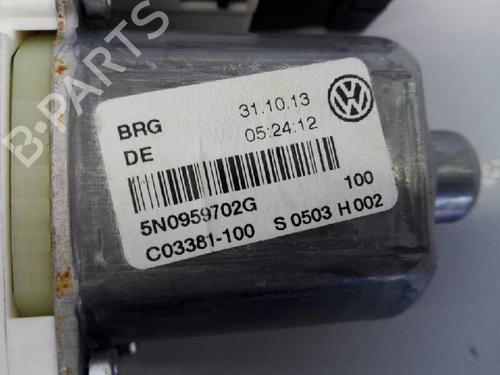 B-PARTS
BRG 31.10.13
DE 05:24:12
5N0959702G 100
C03381-100 S 0503 H 002